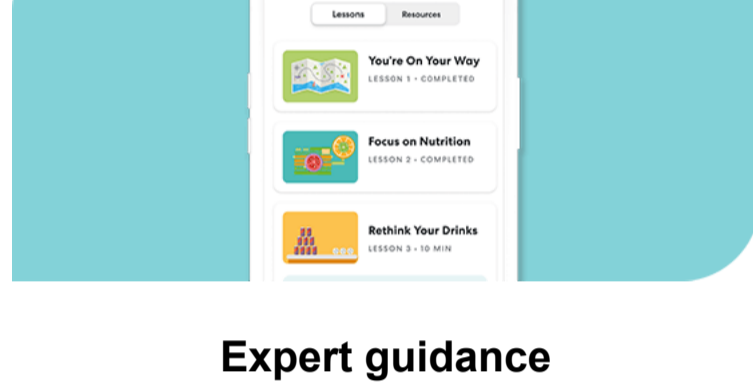 Lessons Resources
You're On Your Way
LESSON 1 • COMPLETED
Focus on Nutrition
LESSON 2 • COMPLETED
Rethink Your Drinks
LESSON 3 • 10 MIN
Expert guidance